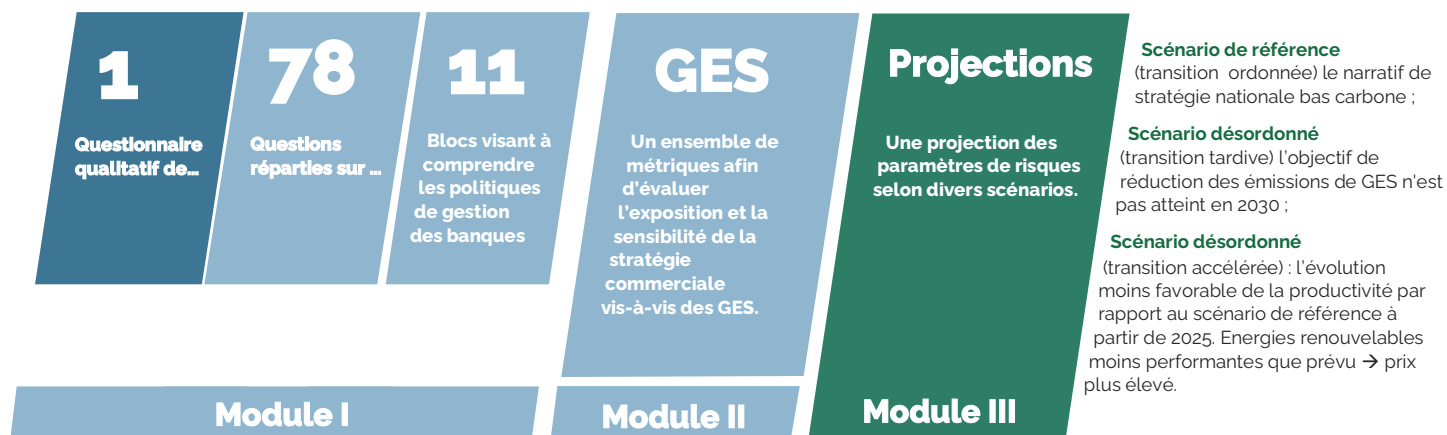 1
Questionnaire
qualitatif de...
78
Questions
réparties sur ...
11
Blocs visant à
comprendre
les politiques
de gestion
des banques
Module I
GES
Un ensemble de
métriques afin
d'évaluer
l'exposition et la
sensibilité de la
stratégie
commerciale
vis-à-vis des GES.
Module II
Projections
Une projection des
paramètres de risques
selon divers scénarios.
Module III
Scénario de référence
(transition ordonnée) le narratif de
stratégie nationale bas carbone ;
Scénario désordonné
(transition tardive) l'objectif de
réduction des émissions de GES n'est
pas atteint en 2030 ;
Scénario désordonné
(transition accélérée) : l'évolution
moins favorable de la productivité par
rapport au scénario de référence à
partir de 2025. Energies renouvelables
moins performantes que prévu → prix
plus élevé.